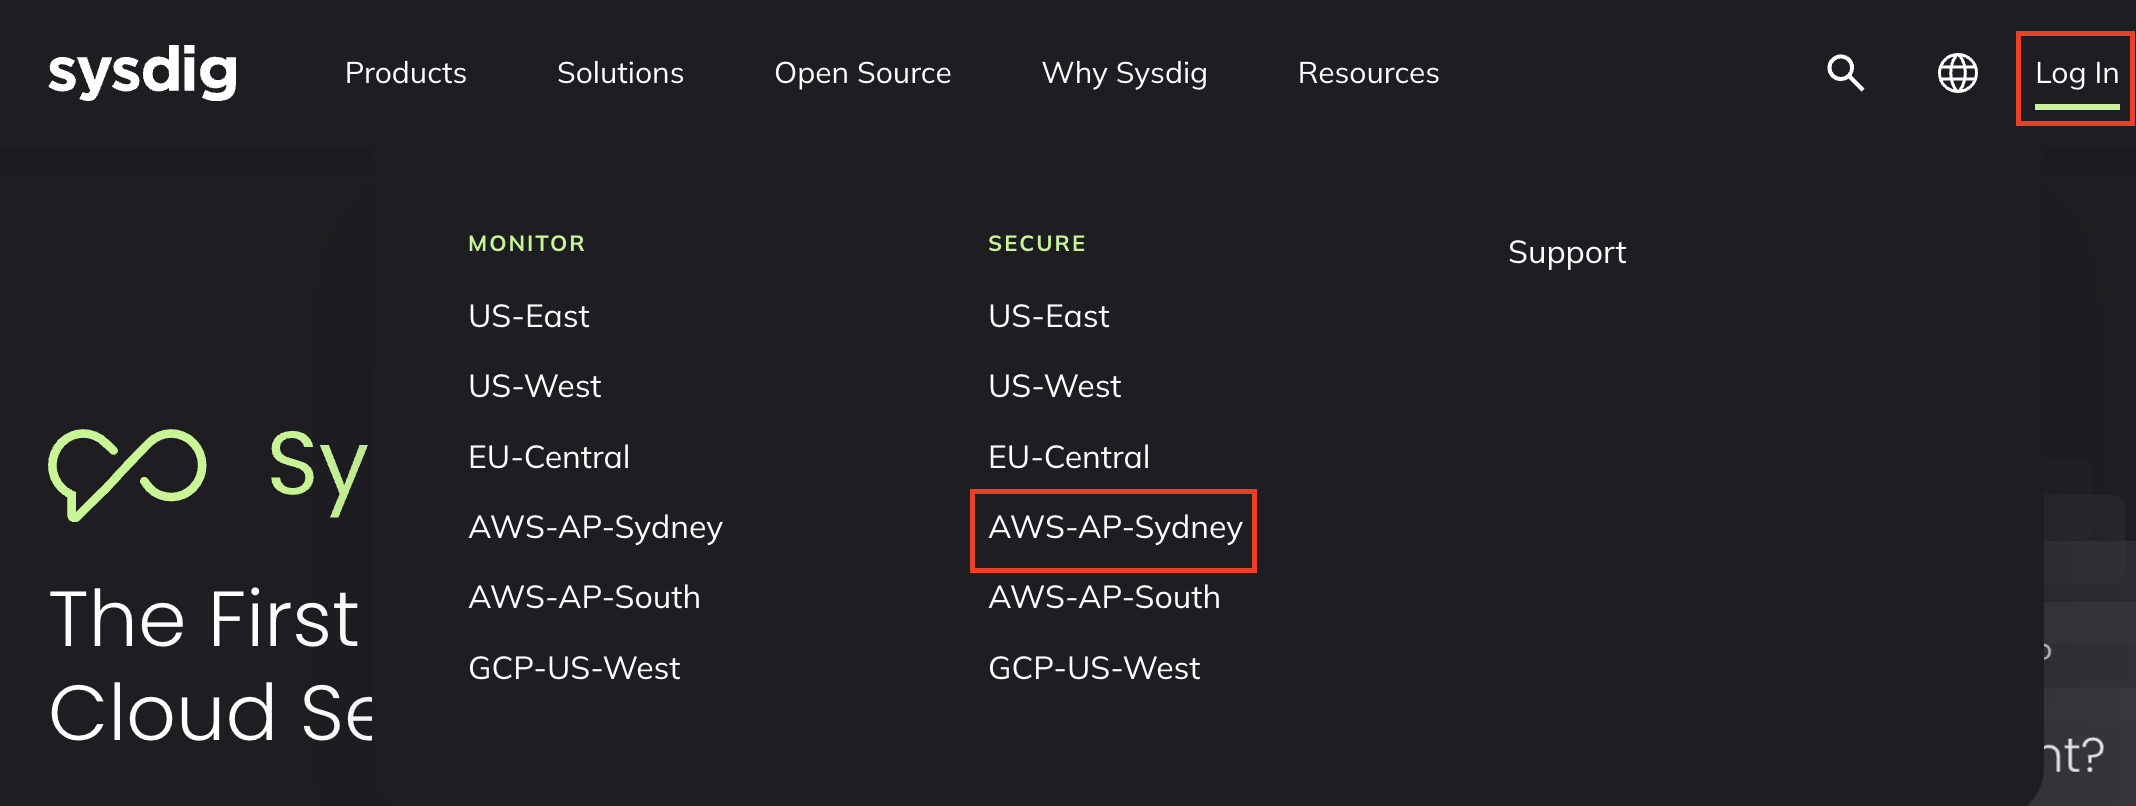 sysdig
Products
Solutions
Open Source
Why Sysdig
Resources
Log In
MONITOR
US-East
US-West
EU-Central
AWS-AP-Sydney
AWS-AP-South
GCP-US-West
SECURE
US-East
US-West
EU-Central
AWS-AP-Sydney
AWS-AP-South
GCP-US-West
Support
Sy
The First
Cloud Se
nt?